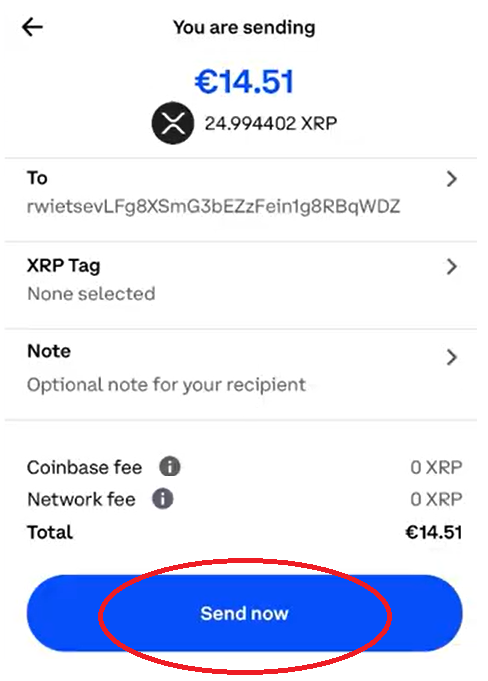 You are sending
€14.51
24.994402 XRP
To
rwietsevLFg8XSmG3bEZzFein1g8RBqWDZ
XRP Tag
None selected
Note
Optional note for your recipient
Coinbase fee 0 XRP
Network fee 0 XRP
Total €14.51
Send now